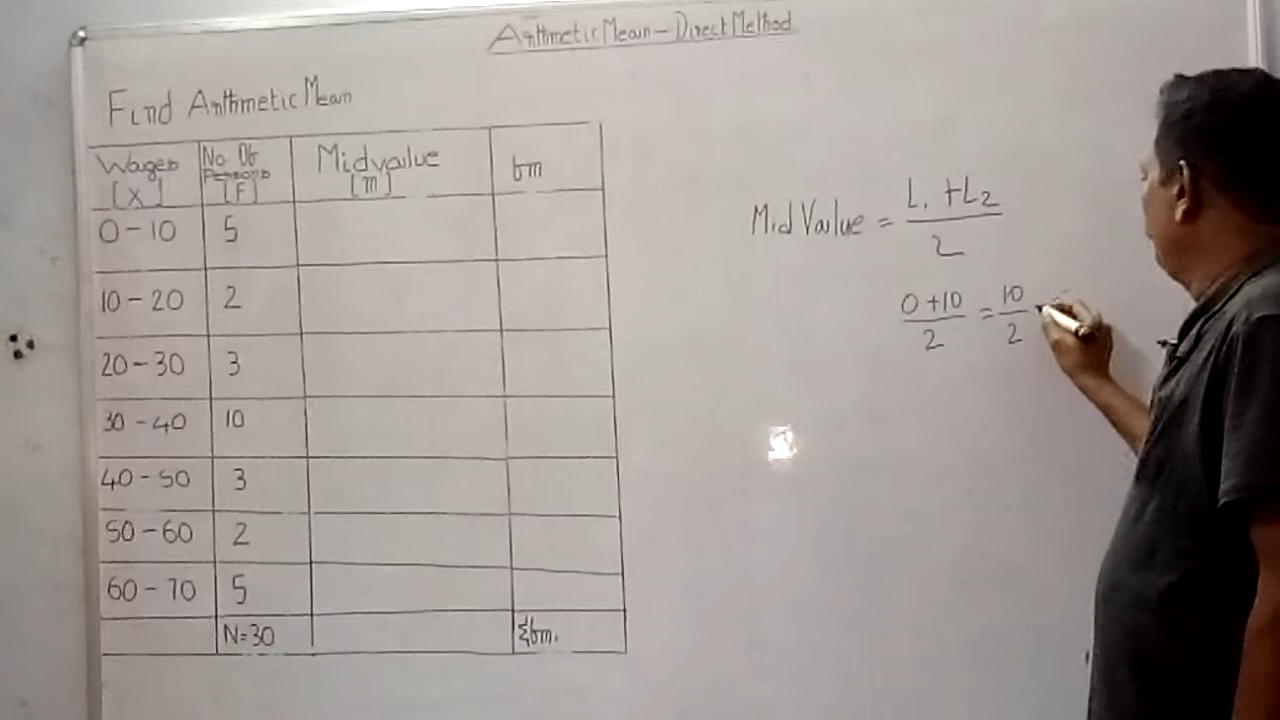 Arithmetic Mean – Direct Method
Find Arithmetic Mean
Wages [X] No. Of Persons [F] Midvalue [m] fm
0 – 10 5
10 – 20 2
20 – 30 3
30 – 40 10
40 – 50 3
50 – 60 2
60 – 70 5
N=30 Σfm.
Mid Value = L₁ + L₂ / 2
0 + 10 / 2 = 10 / 2